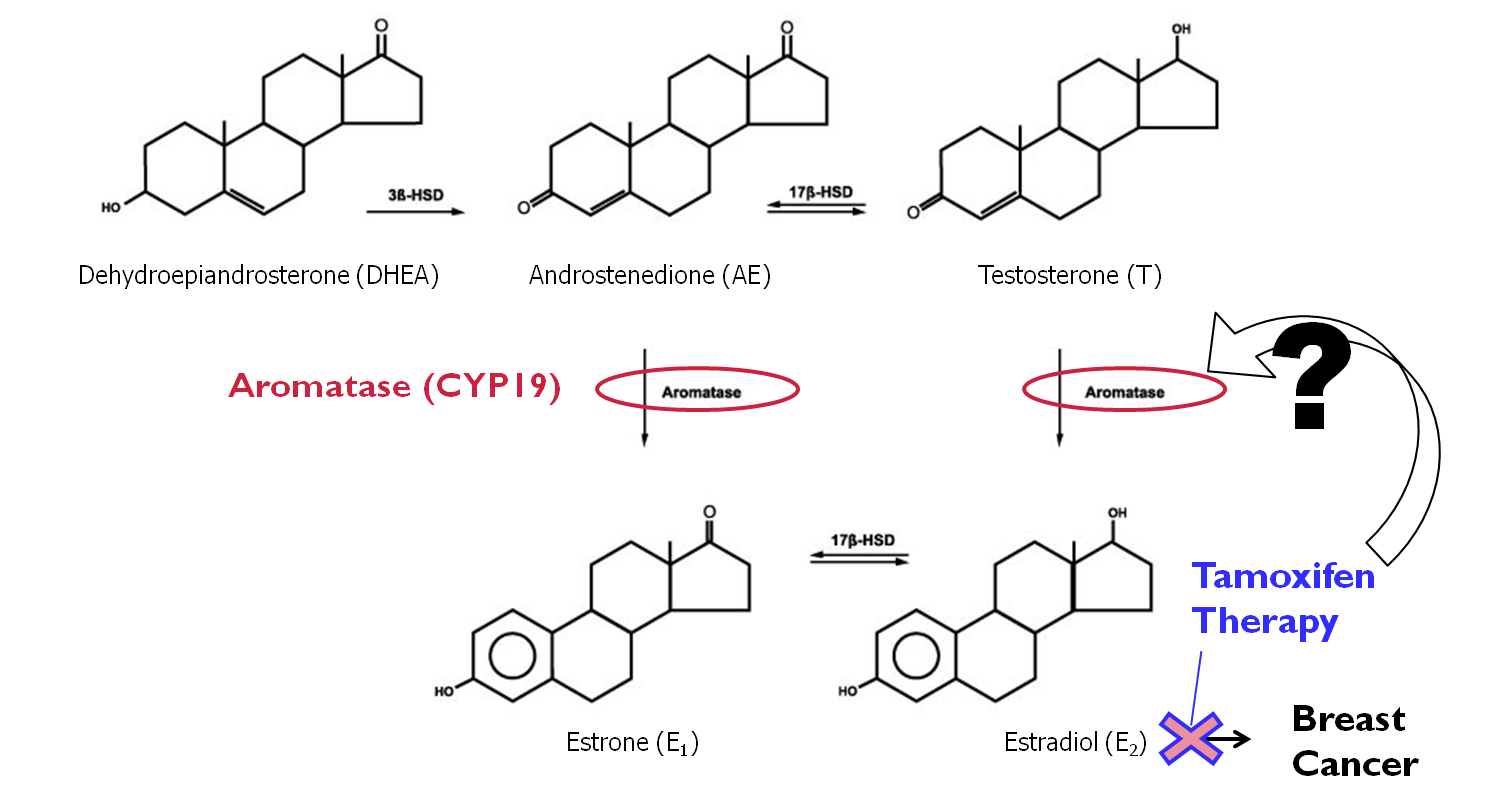 O
O
OH
HO
3ß-HSD
O
17β-HSD
O
Dehydroepiandrosterone (DHEA)
Androstenedione (AE)
Testosterone (T)
?
Aromatase (CYP19)
Aromatase
Aromatase
O
OH
17β-HSD
Tamoxifen
Therapy
HO
HO
Estrone (E₁)
Estradiol (E₂)
Breast
Cancer